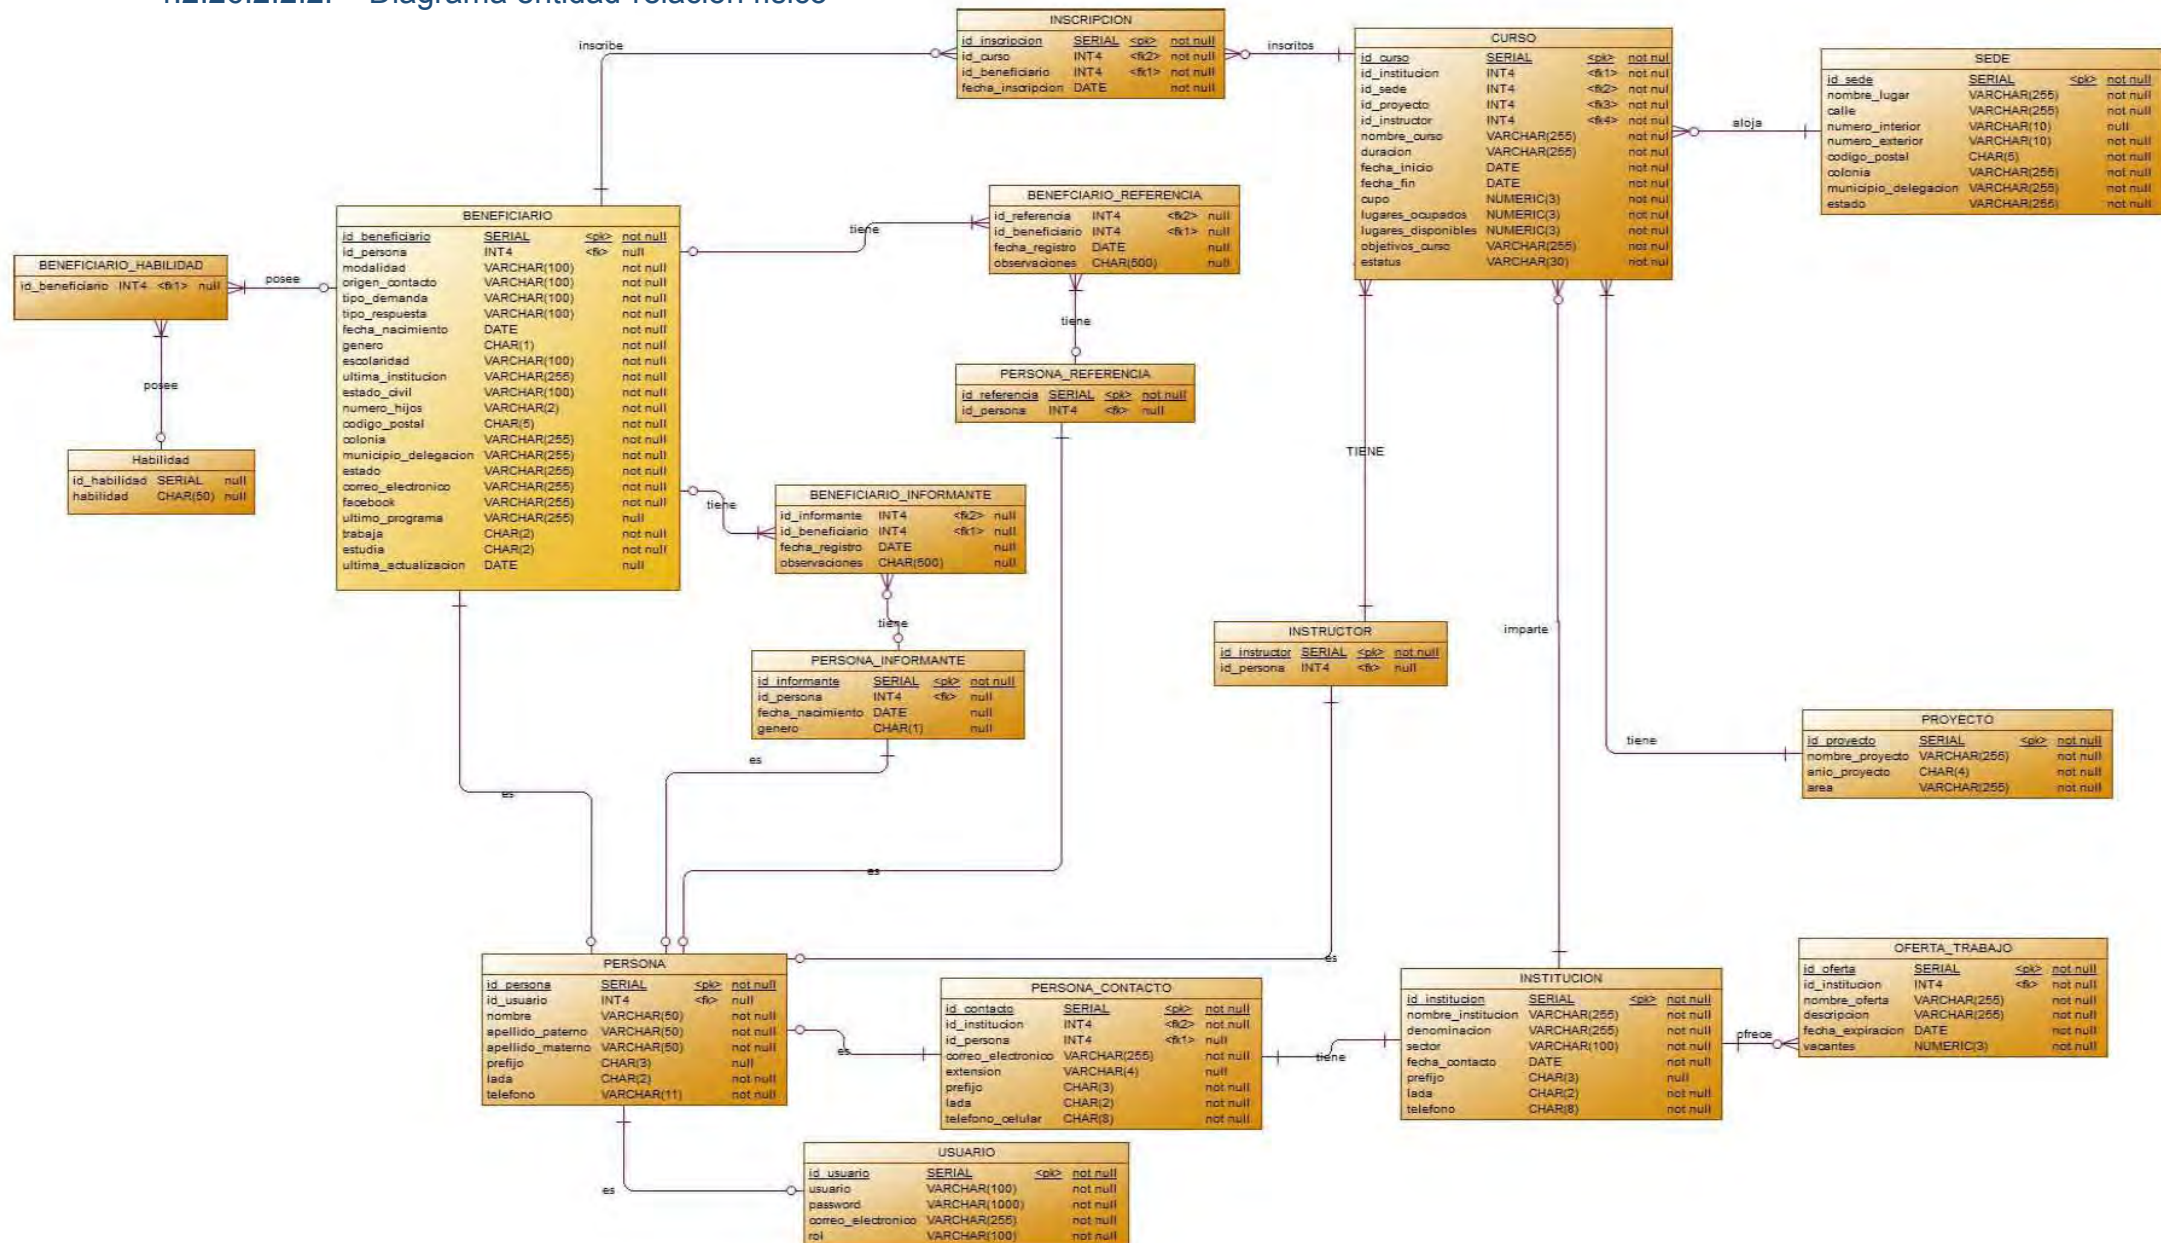 Diagrama entidad relación físico
INSCRIPCION
id_inscripcion SERIAL <pk> not null
id_curso INT4 <fk2> not null
id_beneficiario INT4 <fk1> not null
fecha_inscripcion DATE not null
inscribe
inscritos
CURSO
id_curso SERIAL <pk> not nul
id_institucion INT4 <fk1> not nul
id_sede INT4 <fk2> not nul
id_proyecto INT4 <fk3> not nul
id_instructor INT4 <fk4> not nul
nombre_curso VARCHAR(255) not nul
duracion VARCHAR(255) not nul
fecha_inicio DATE not nul
fecha_fin DATE not nul
cupo NUMERIC(3) not nul
lugares_ocupados NUMERIC(3) not nul
lugares_disponibles NUMERIC(3) not nul
objetivos_curso VARCHAR(255) not nul
estatus VARCHAR(30) not nul
aloja
SEDE
id_sede SERIAL <pk> not null
nombre_lugar VARCHAR(255) not null
calle VARCHAR(255) not null
numero_interior VARCHAR(10) null
numero_exterior VARCHAR(10) not null
codigo_postal CHAR(5) not null
colonia VARCHAR(255) not null
municipio_delegacion VARCHAR(255) not null
estado VARCHAR(255) not null
BENEFICIARIO
id_beneficiario SERIAL <pk> not null
id_persona INT4 <fk> null
modalidad VARCHAR(100) not null
origen_contacto VARCHAR(100) not null
tipo_demanda VARCHAR(100) not null
tipo_respuesta VARCHAR(100) not null
fecha_nacimiento DATE not null
genero CHAR(1) not null
escolaridad VARCHAR(100) not null
ultima_institucion VARCHAR(255) not null
estado_civil VARCHAR(100) not null
numero_hijos VARCHAR(2) not null
codigo_postal CHAR(5) not null
colonia VARCHAR(255) not null
municipio_delegacion VARCHAR(255) not null
estado VARCHAR(255) not null
correo_electronico VARCHAR(255) not null
facebook VARCHAR(255) not null
ultimo_programa VARCHAR(255) null
trabaja CHAR(2) not null
estudia CHAR(2) not null
ultima_actualizacion DATE null
tiene
BENEFCIARIO_REFERENCIA
id_referencia INT4 <fk2> null
id_beneficiario INT4 <fk1> null
fecha_registro DATE null
observaciones CHAR(500) null
BENEFICIARIO_HABILIDAD
id_beneficiario INT4 <fk1> null
posee
posee
Habilidad
id_habilidad SERIAL null
habilidad CHAR(50) null
tiene
PERSONA_REFERENCIA
id_referencia SERIAL <pk> not null
id_persona INT4 <fk> null
TIENE
tiene
BENEFICIARIO_INFORMANTE
id_informante INT4 <fk2> null
id_beneficiario INT4 <fk1> null
fecha_registro DATE null
observaciones CHAR(500) null
tiene
PERSONA_INFORMANTE
id_informante SERIAL <pk> not null
id_persona INT4 <fk> null
fecha_nacimiento DATE null
genero CHAR(1) null
INSTRUCTOR
id_instructor SERIAL <pk> not null
id_persona INT4 <fk> null
imparte
tiene
PROYECTO
id_proyecto SERIAL <pk> not null
nombre_proyecto VARCHAR(255) not null
anio_proyecto CHAR(4) not null
area VARCHAR(255) not null
es
es
es
es
PERSONA
id_persona SERIAL <pk> not null
id_usuario INT4 <fk> null
nombre VARCHAR(50) not null
apellido_paterno VARCHAR(50) not null
apellido_materno VARCHAR(50) not null
prefijo CHAR(3) null
lada CHAR(2) not null
telefono VARCHAR(11) not null
es
PERSONA_CONTACTO
id_contacto SERIAL <pk> not null
id_institucion INT4 <fk2> not null
id_persona INT4 <fk1> null
correo_electronico VARCHAR(255) not null
extension VARCHAR(4) null
prefijo CHAR(3) not null
lada CHAR(2) not null
telefono_celular CHAR(8) not null
tiene
INSTITUCION
id_institucion SERIAL <pk> not null
nombre_institucion VARCHAR(255) not null
denominacion VARCHAR(255) not null
sector VARCHAR(100) not null
fecha_contacto DATE not null
prefijo CHAR(3) null
lada CHAR(2) not null
telefono CHAR(8) not null
ofrece
OFERTA_TRABAJO
id_oferta SERIAL <pk> not null
id_institucion INT4 <fk> not null
nombre_oferta VARCHAR(255) not null
descripcion VARCHAR(255) not null
fecha_expiracion DATE not null
vacantes NUMERIC(3) not null
es
USUARIO
id_usuario SERIAL <pk> not null
usuario VARCHAR(100) not null
password VARCHAR(1000) not null
correo_electronico VARCHAR(255) not null
rol VARCHAR(100) not null